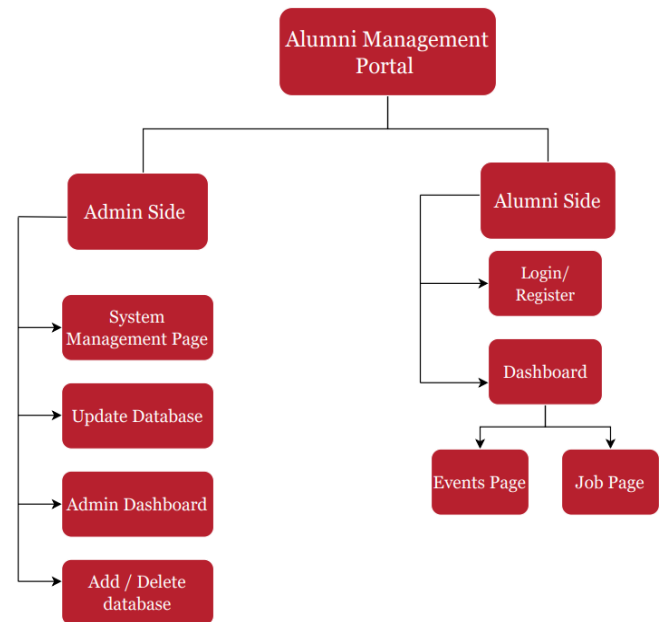 Alumni Management
Portal
Admin Side
Alumni Side
System
Management Page
Update Database
Admin Dashboard
Add / Delete
database
Login/
Register
Dashboard
Events Page
Job Page